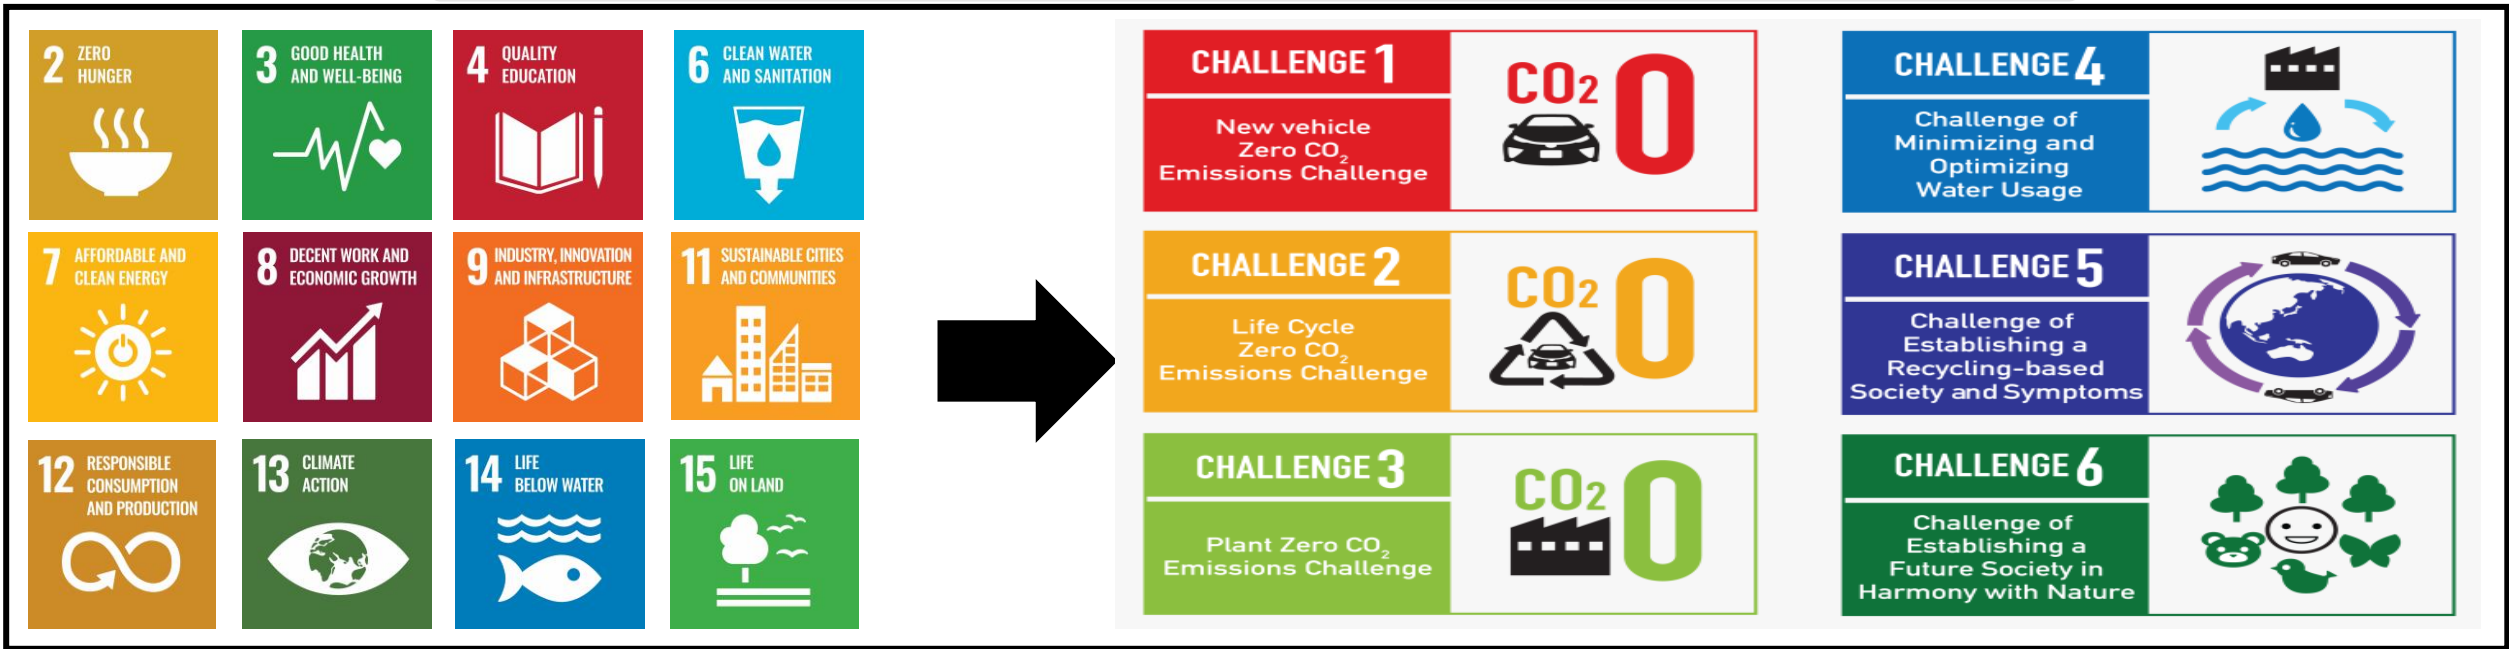 2 ZERO
HUNGER
3 GOOD HEALTH
AND WELL-BEING
4 QUALITY
EDUCATION
6 CLEAN WATER
AND SANITATION
7 AFFORDABLE AND
CLEAN ENERGY
8 DECENT WORK AND
ECONOMIC GROWTH
9 INDUSTRY, INNOVATION
AND INFRASTRUCTURE
11 SUSTAINABLE CITIES
AND COMMUNITIES
12 RESPONSIBLE
CONSUMPTION
AND PRODUCTION
13 CLIMATE
ACTION
14 LIFE
BELOW WATER
15 LIFE
ON LAND
CHALLENGE 1
New vehicle
Zero CO₂
Emissions Challenge
CO₂ 0
CHALLENGE 2
Life Cycle
Zero CO₂
Emissions Challenge
CO₂ 0
CHALLENGE 3
Plant Zero CO₂
Emissions Challenge
CO₂ 0
CHALLENGE 4
Challenge of
Minimizing and
Optimizing
Water Usage
CHALLENGE 5
Challenge of
Establishing a
Recycling-based
Society and Symptoms
CHALLENGE 6
Challenge of
Establishing a
Future Society in
Harmony with Nature